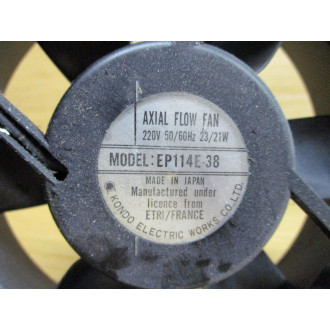 AXIAL FLOW FAN
220V 50/60Hz 23/21W
MODEL:EP114E-38
MADE IN JAPAN
Manufactured under
licence from
ETRI/FRANCE
KONDO ELECTRIC WORKS CO.LTD.